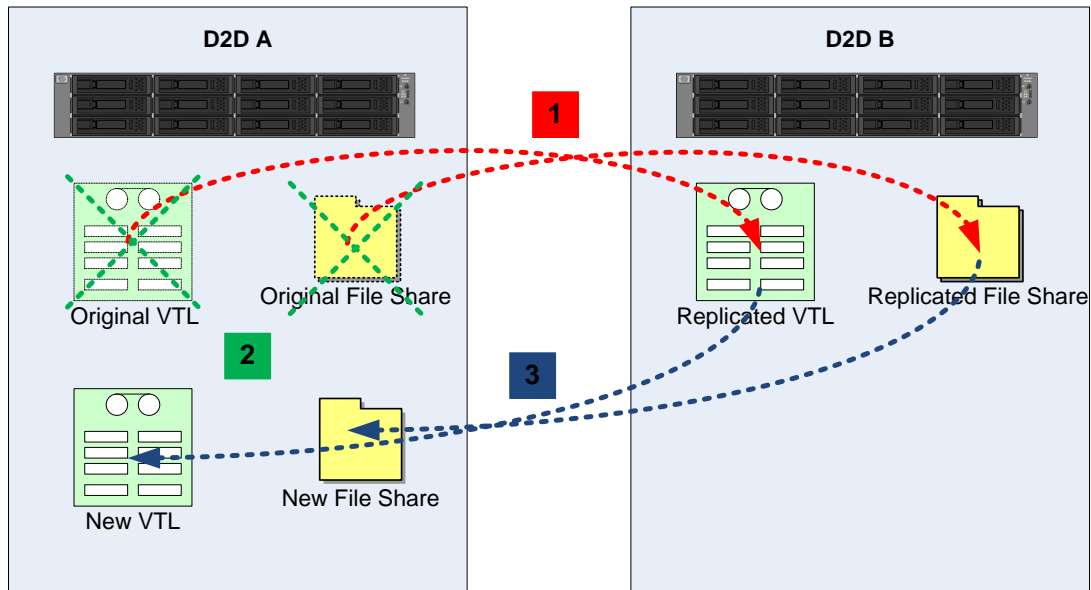 D2D A
D2D B
1
Original VTL
Original File Share
Replicated VTL
Replicated File Share
2
3
New VTL
New File Share